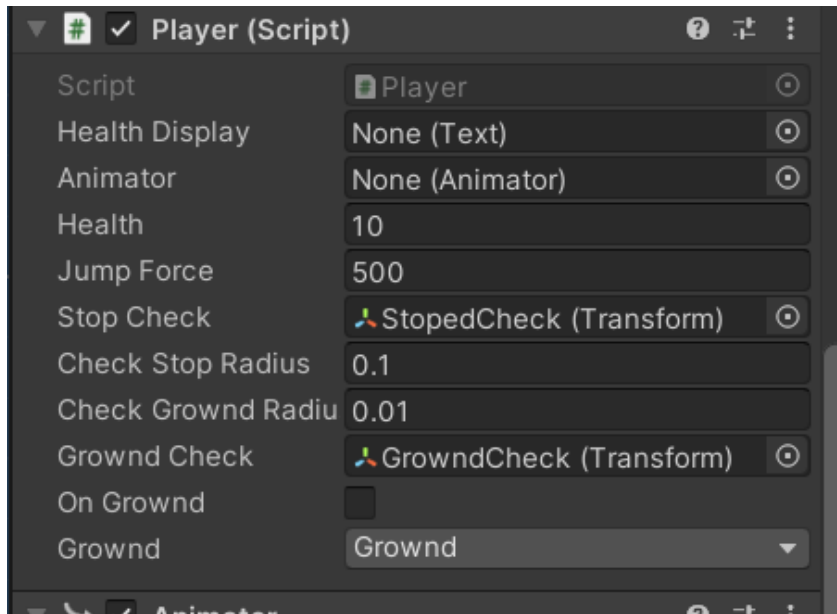 Player (Script)
Script Player
Health Display None (Text)
Animator None (Animator)
Health 10
Jump Force 500
Stop Check StopedCheck (Transform)
Check Stop Radius 0.1
Check Grownd Radiu 0.01
Grownd Check GrowndCheck (Transform)
On Grownd
Grownd Grownd
Animator